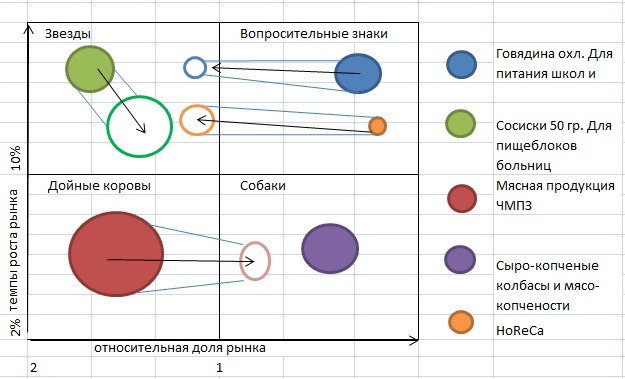 Звезды
Вопросительные знаки
Дойные коровы
Собаки
2% темпы роста рынка
10%
относительная доля рынка
2
1
Говядина охл. Для
питания школ и
Сосиски 50 гр. Для
пищеблоков
больниц
Мясная продукция
ЧМПЗ
Сыро-копченые
колбасы и мясо-
копчености
HoReCa